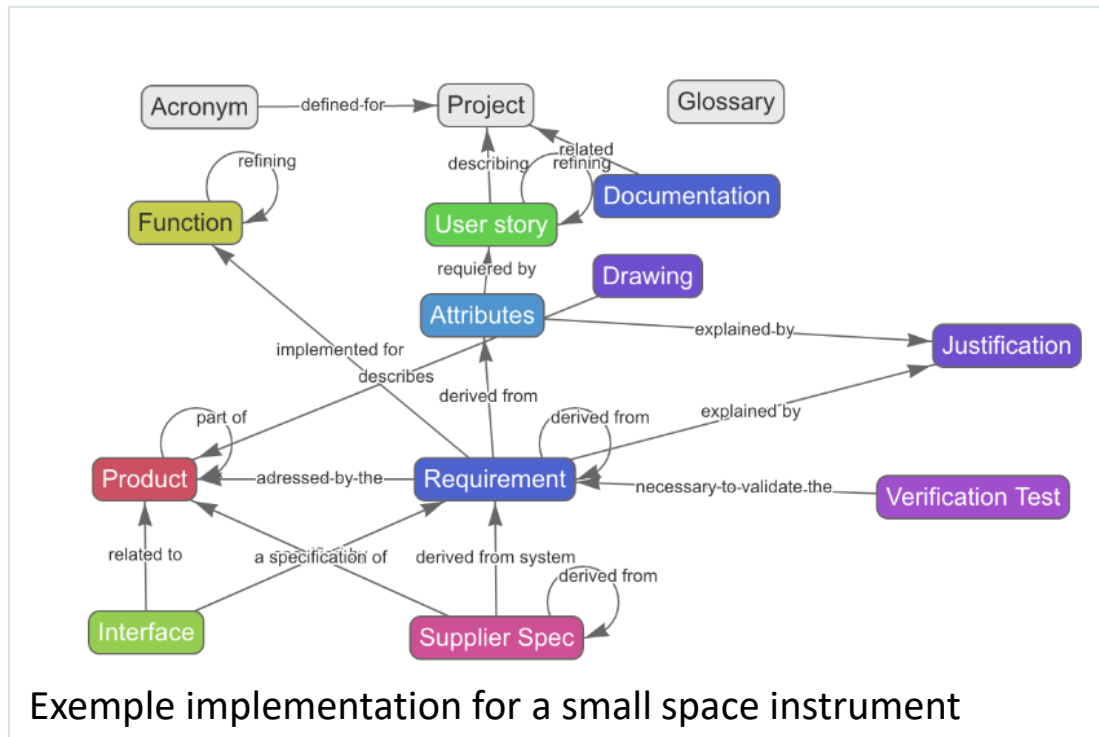 Acronym
defined for
Project
Glossary
refining
describing
related
refining
Documentation
Function
User story
requiered by
Drawing
Attributes
explained by
Justification
implemented for
describes
derived from
part of
derived from
explained by
Product
adressed by the
Requirement
necessary to validate the
Verification Test
related to
a specification of
derived from system
derived from
Interface
Supplier Spec
Exemple implementation for a small space instrument